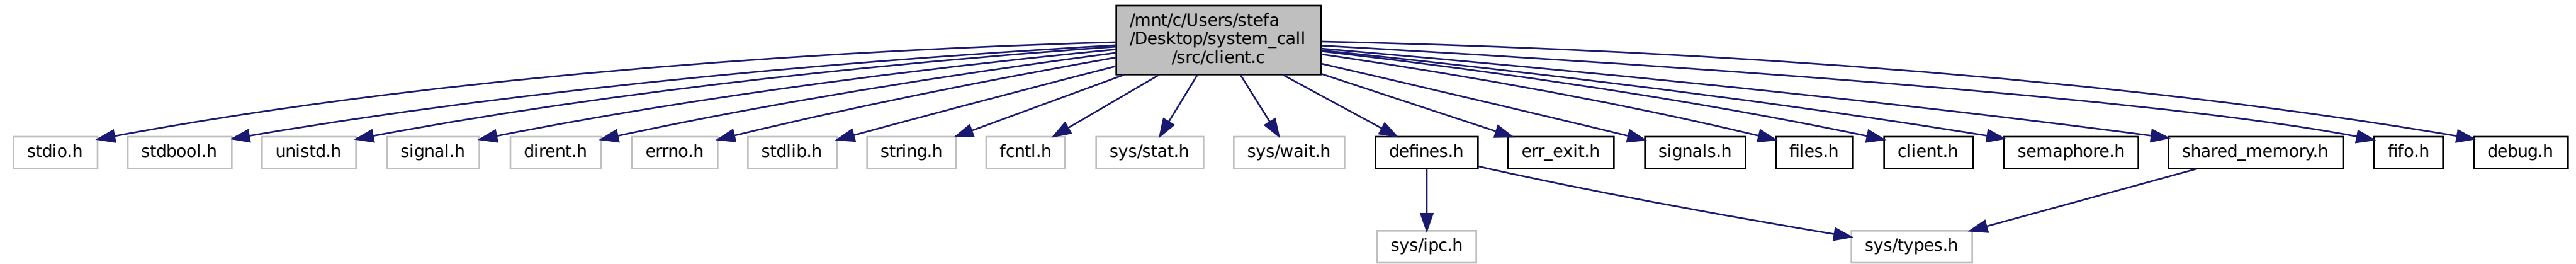 /mnt/c/Users/stefa
/Desktop/system_call
/src/client.c
stdio.h
stdbool.h
unistd.h
signal.h
dirent.h
errno.h
stdlib.h
string.h
fcntl.h
sys/stat.h
sys/wait.h
defines.h
err_exit.h
signals.h
files.h
client.h
semaphore.h
shared_memory.h
fifo.h
debug.h
sys/ipc.h
sys/types.h